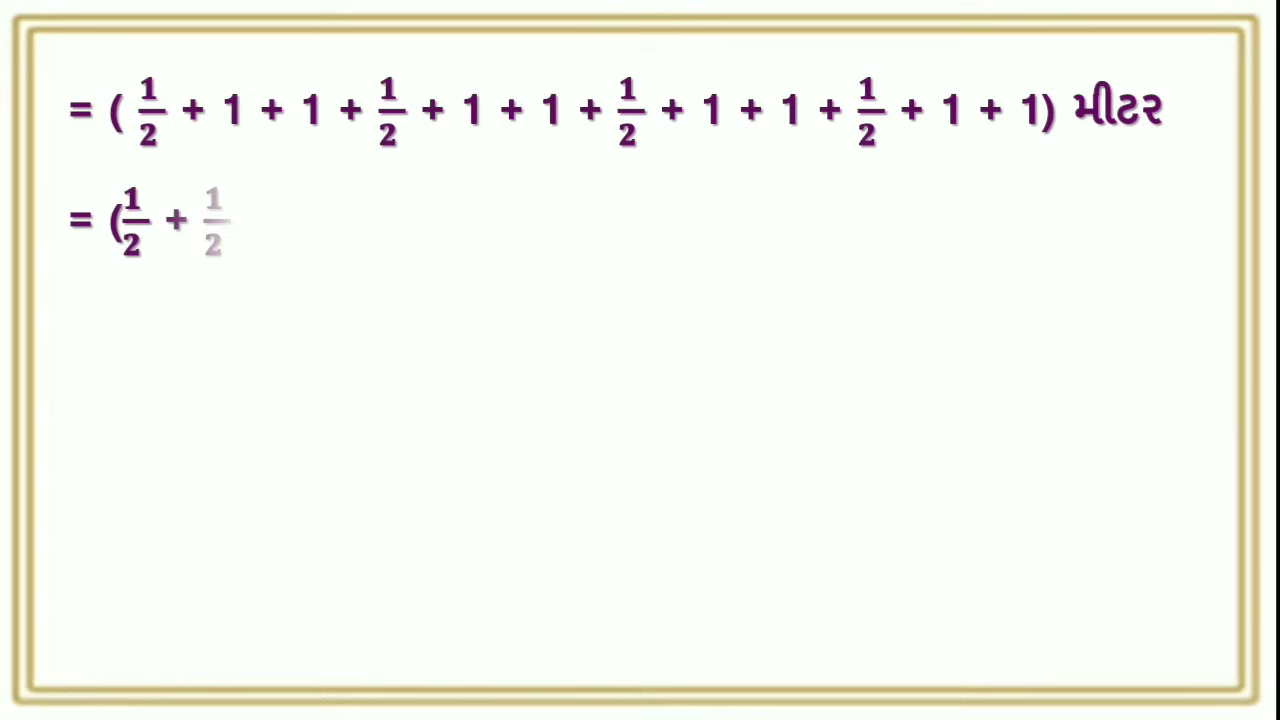 = ( 1/2 + 1 + 1 + 1/2 + 1 + 1 + 1/2 + 1 + 1 + 1/2 + 1 + 1) મીટર
= (1/2 + 1/2